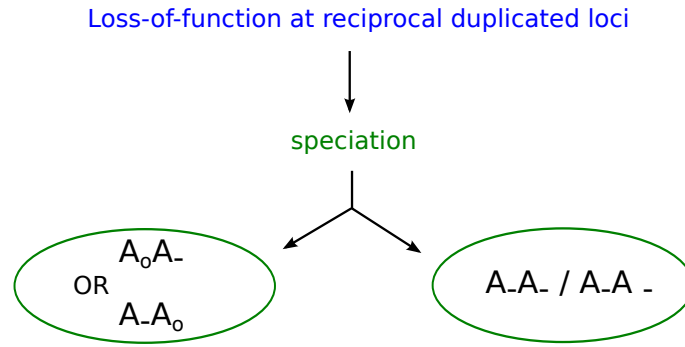 Loss-of-function at reciprocal duplicated loci
speciation
AₒA-
OR
A-Aₒ
A-A- / A-A -